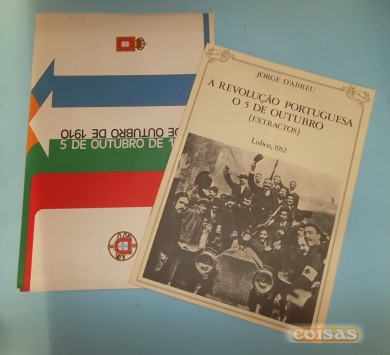 5 DE OUTUBRO DE 1910
5 DE OUTUBRO DE 1
JORGE D'ABREU
A REVOLUÇÃO PORTUGUESA
O 5 DE OUTUBRO
(EXTRACTOS)
Lisboa, 1912
coisas